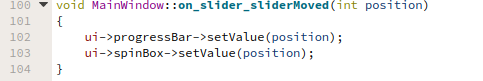 100 void MainWindow::on_slider_sliderMoved(int position)
101 {
102 ui->progressBar->setValue(position);
103 ui->spinBox->setValue(position);
104 }